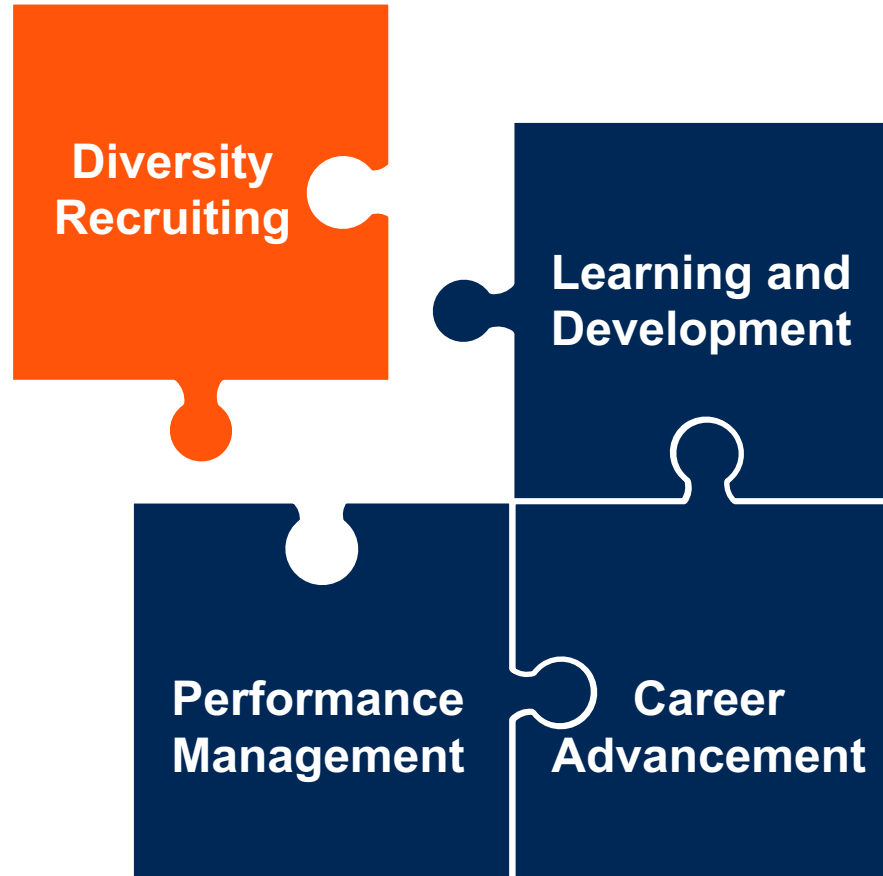 Diversity
Recruiting
Learning and
Development
Performance
Management
Career
Advancement